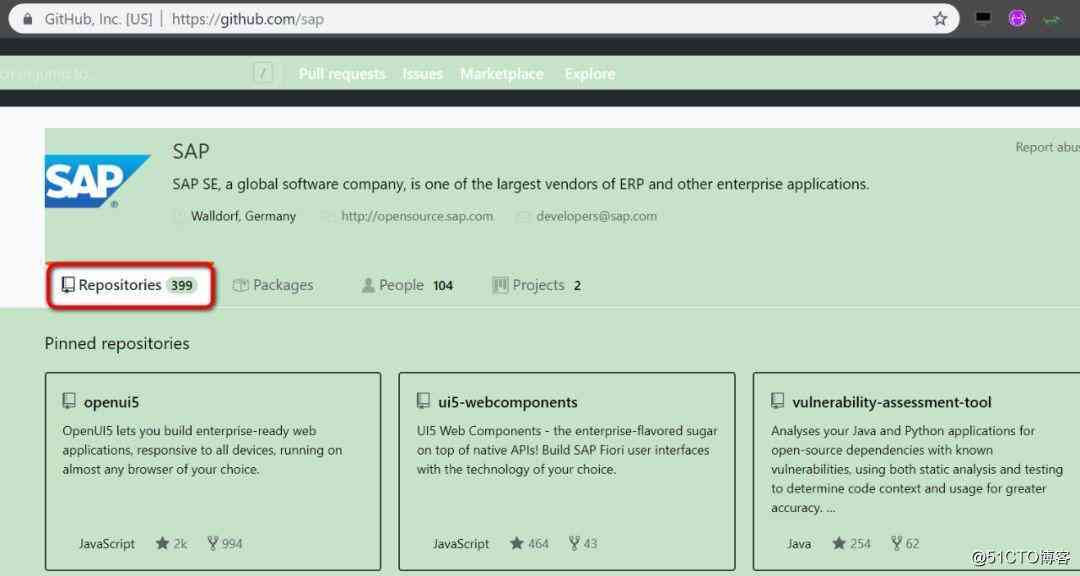 GitHub, Inc. [US] | https://github.com/sap
or jump to...
/
Pull requests Issues Marketplace Explore
SAP
SAP
Report abus
SAP SE, a global software company, is one of the largest vendors of ERP and other enterprise applications.
Walldorf, Germany http://opensource.sap.com developers@sap.com
®
Repositories 399 Packages People 104 Projects 2
Pinned repositories
openui5
OpenUI5 lets you build enterprise-ready web
applications, responsive to all devices, running on
almost any browser of your choice.
JavaScript 2k 994
ui5-webcomponents
UI5 Web Components - the enterprise-flavored sugar
on top of native APIs! Build SAP Fiori user interfaces
with the technology of your choice.
JavaScript 464 43
vulnerability-assessment-tool
Analyses your Java and Python applications for
open-source dependencies with known
vulnerabilities, using both static analysis and testing
to determine code context and usage for greater
accuracy. ...
Java 254 62
@51CTO博客